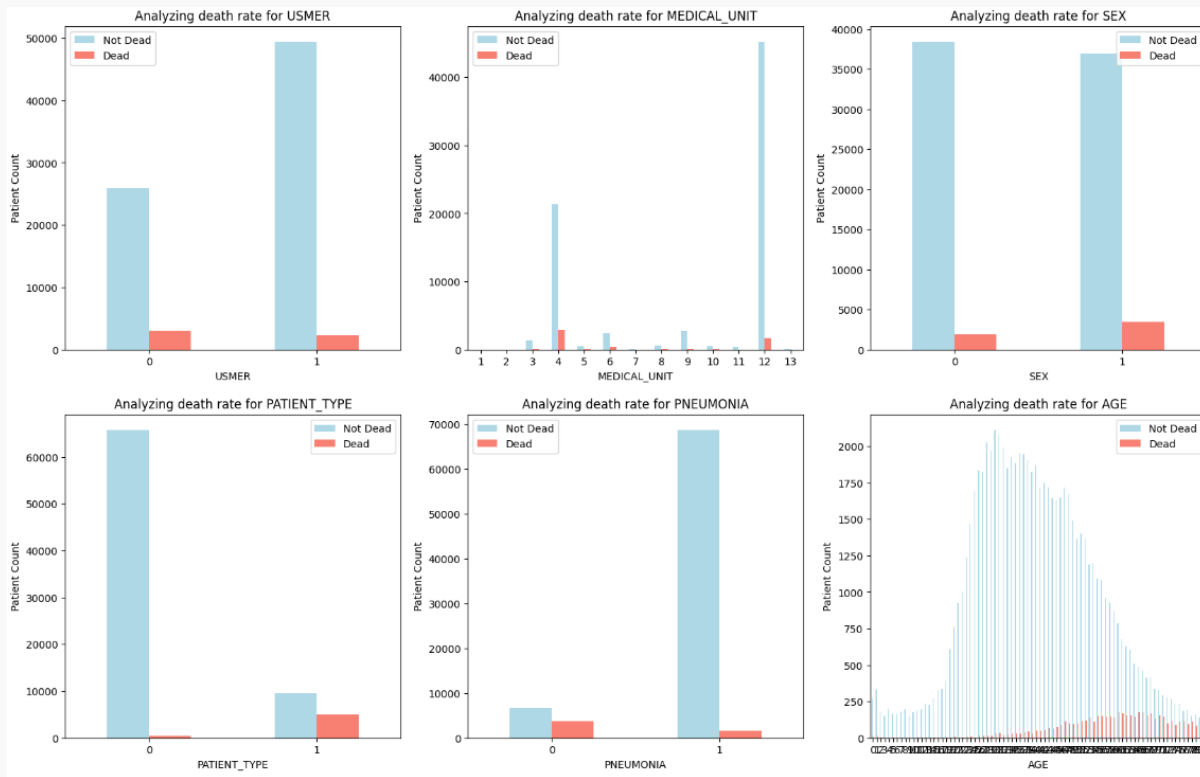 Analyzing death rate for USMER
Not Dead
Dead
50000
40000
30000
20000
10000
0
Patient Count
0 1
USMER
Analyzing death rate for MEDICAL_UNIT
Not Dead
Dead
40000
30000
20000
10000
0
Patient Count
1 2 3 4 5 6 7 8 9 10 11 12 13
MEDICAL_UNIT
Analyzing death rate for SEX
Not Dead
Dead
40000
35000
30000
25000
20000
15000
10000
5000
0
Patient Count
0 1
SEX
Analyzing death rate for PATIENT_TYPE
Not Dead
Dead
60000
50000
40000
30000
20000
10000
0
Patient Count
0 1
PATIENT_TYPE
Analyzing death rate for PNEUMONIA
Not Dead
Dead
70000
60000
50000
40000
30000
20000
10000
0
Patient Count
0 1
PNEUMONIA
Analyzing death rate for AGE
Not Dead
Dead
2000
1750
1500
1250
1000
750
500
250
0
Patient Count
AGE